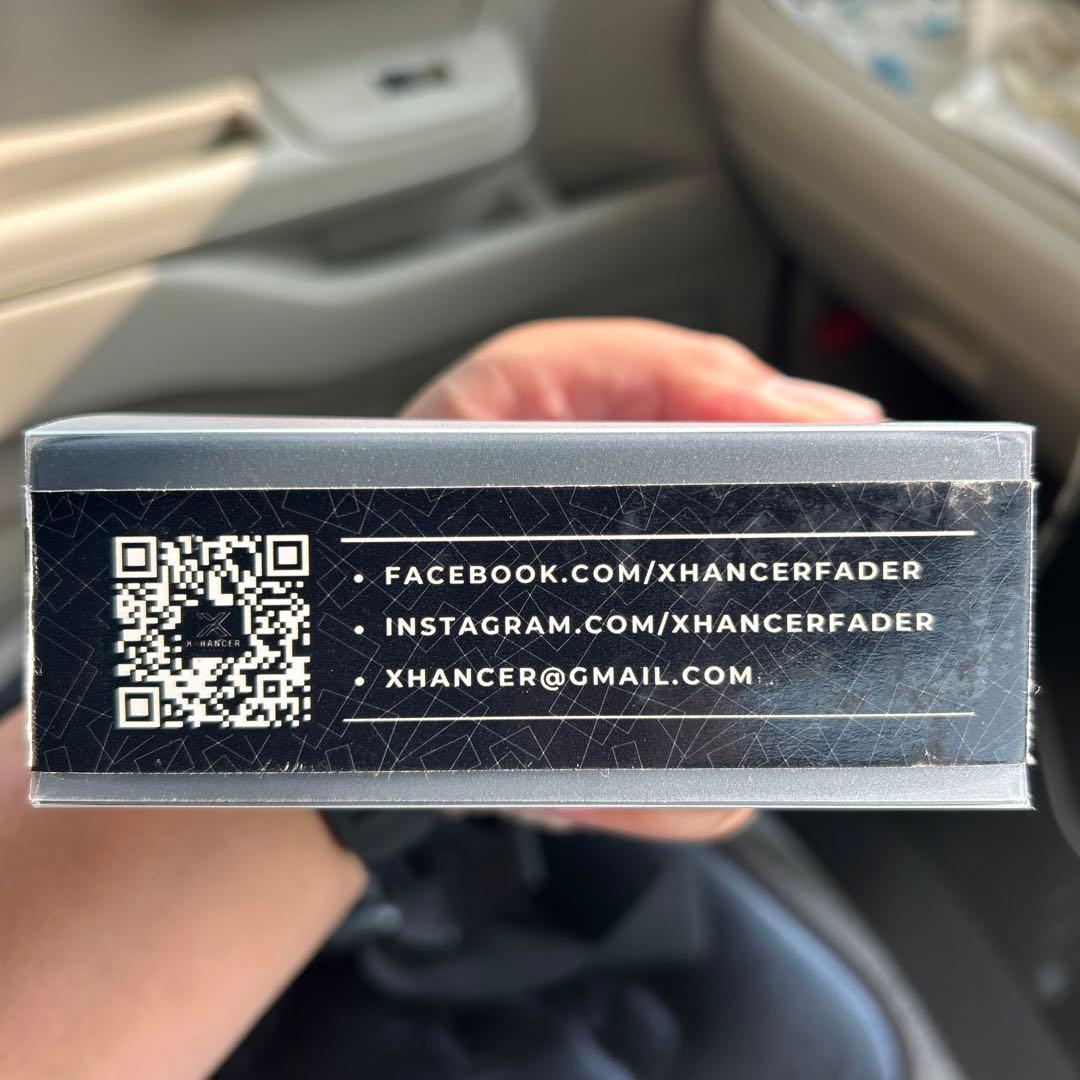 • FACEBOOK.COM/XHANCERFADER
• INSTAGRAM.COM/XHANCERFADER
• XHANCER@GMAIL.COM
X-HANCER